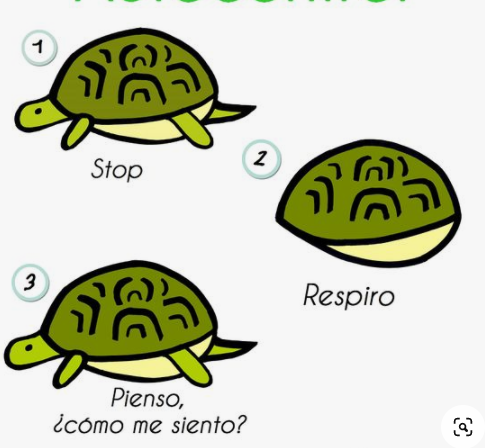 1
Stop
2
Respiro
3
Pienso,
¿cómo me siento?